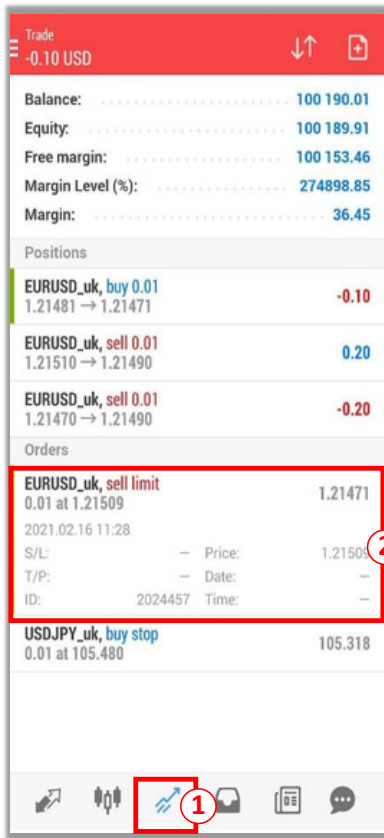 Trade
-0.10 USD
Balance: 100 190.01
Equity: 100 189.91
Free margin: 100 153.46
Margin Level (%): 274898.85
Margin: 36.45
Positions
EURUSD_uk, buy 0.01
1.21481 → 1.21471 -0.10
EURUSD_uk, sell 0.01
1.21510 → 1.21490 0.20
EURUSD_uk, sell 0.01
1.21470 → 1.21490 -0.20
Orders
EURUSD_uk, sell limit
0.01 at 1.21509 1.21471
2021.02.16 11:28
S/L: – Price: 1.21509
T/P: – Date: –
ID: 2024457 Time: –
2
USDJPY_uk, buy stop
0.01 at 105.480 105.318
1